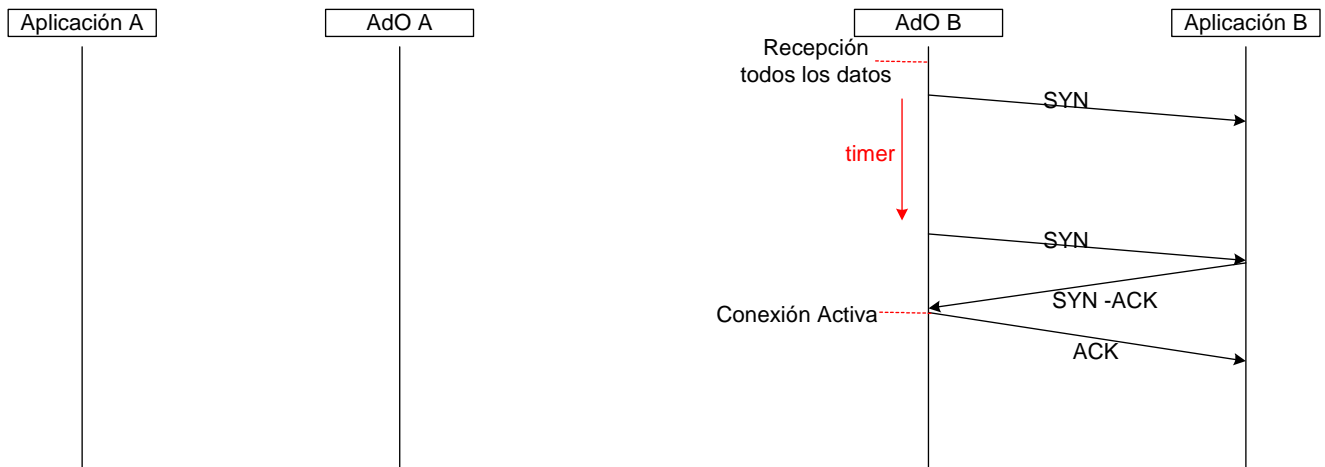 Aplicación A
AdO A
AdO B
Aplicación B
Recepción
todos los datos
SYN
timer
SYN
SYN -ACK
Conexión Activa
ACK